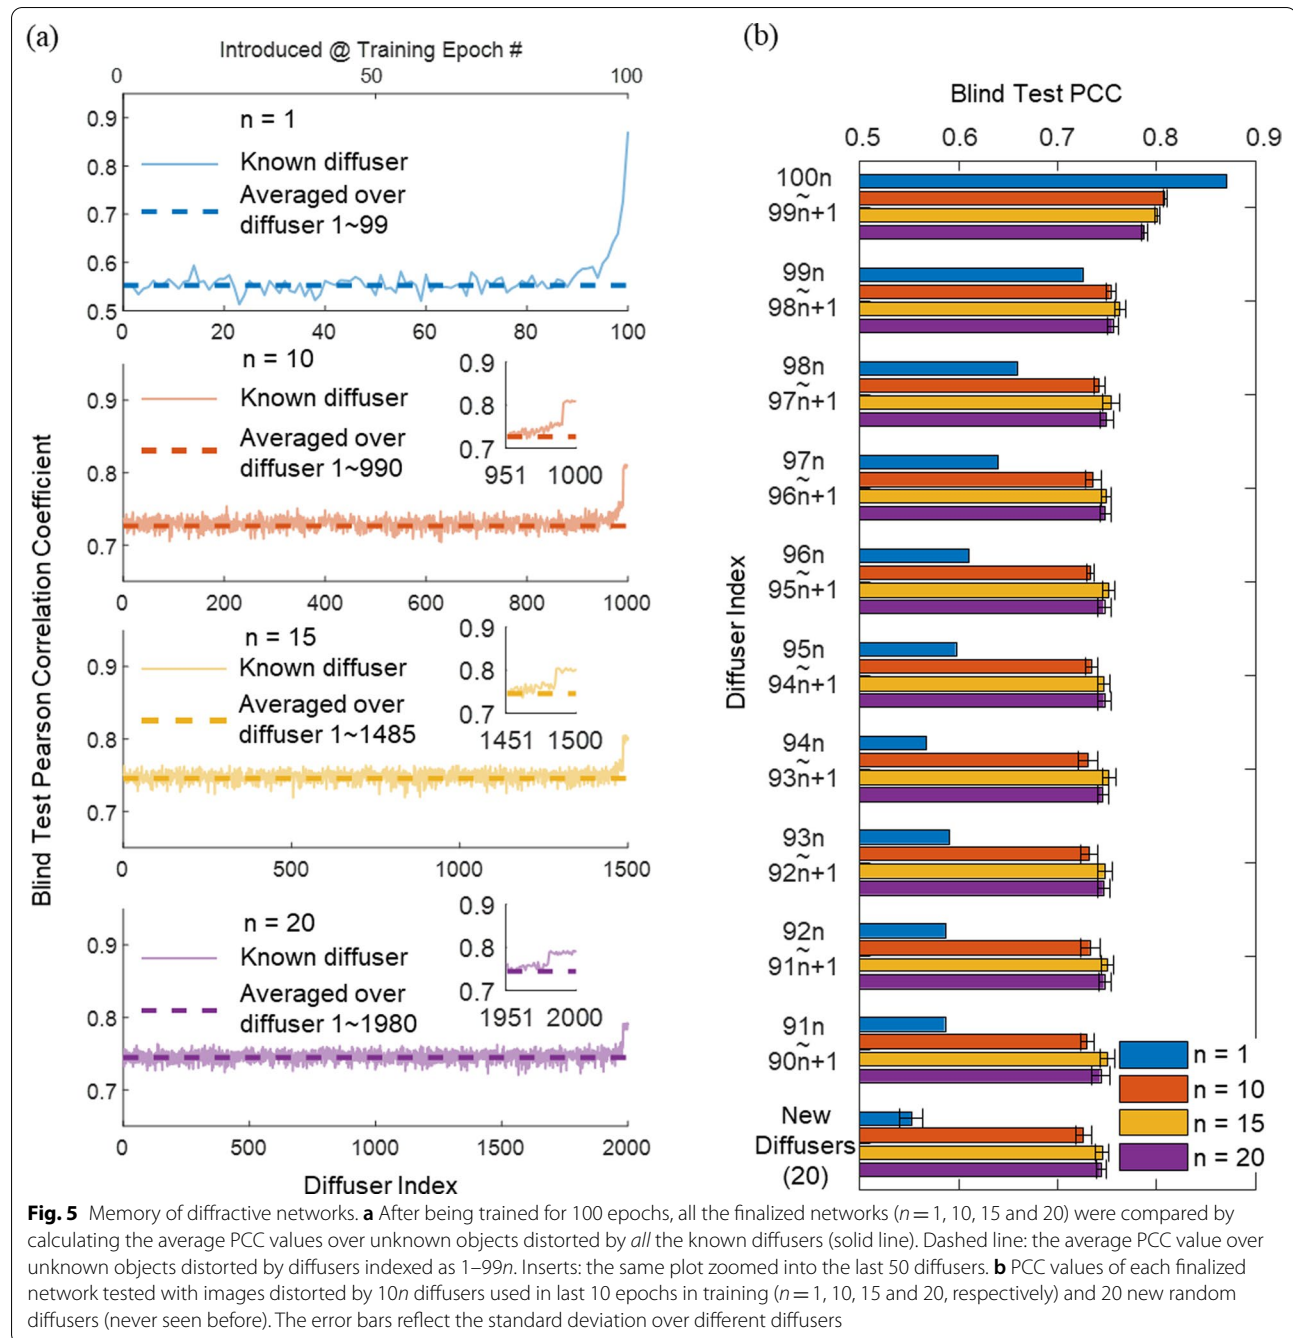 (a)
Introduced @ Training Epoch #
0 50 100
Blind Test Pearson Correlation Coefficient
0.9
0.8
0.7
0.6
0.5
n = 1
Known diffuser
Averaged over
diffuser 1~99
0 20 40 60 80 100
n = 10
0.9
0.8
0.7
Known diffuser
Averaged over
diffuser 1~990
0.9
0.8
0.7
951 1000
0 200 400 600 800 1000
n = 15
0.9
0.8
0.7
Known diffuser
Averaged over
diffuser 1~1485
0.9
0.8
0.7
1451 1500
0 500 1000 1500
n = 20
0.9
0.8
0.7
Known diffuser
Averaged over
diffuser 1~1980
0.9
0.8
0.7
1951 2000
0 500 1000 1500 2000
Diffuser Index
(b)
Blind Test PCC
0.5 0.6 0.7 0.8 0.9
Diffuser Index
100n
~
99n+1
99n
~
98n+1
98n
~
97n+1
97n
~
96n+1
96n
~
95n+1
95n
~
94n+1
94n
~
93n+1
93n
~
92n+1
92n
~
91n+1
91n
~
90n+1
New
Diffusers
(20)
n = 1
n = 10
n = 15
n = 20
Fig. 5 Memory of diffractive networks. a After being trained for 100 epochs, all the finalized networks (n = 1, 10, 15 and 20) were compared by
calculating the average PCC values over unknown objects distorted by all the known diffusers (solid line). Dashed line: the average PCC value over
unknown objects distorted by diffusers indexed as 1–99n. Inserts: the same plot zoomed into the last 50 diffusers. b PCC values of each finalized
network tested with images distorted by 10n diffusers used in last 10 epochs in training (n = 1, 10, 15 and 20, respectively) and 20 new random
diffusers (never seen before). The error bars reflect the standard deviation over different diffusers